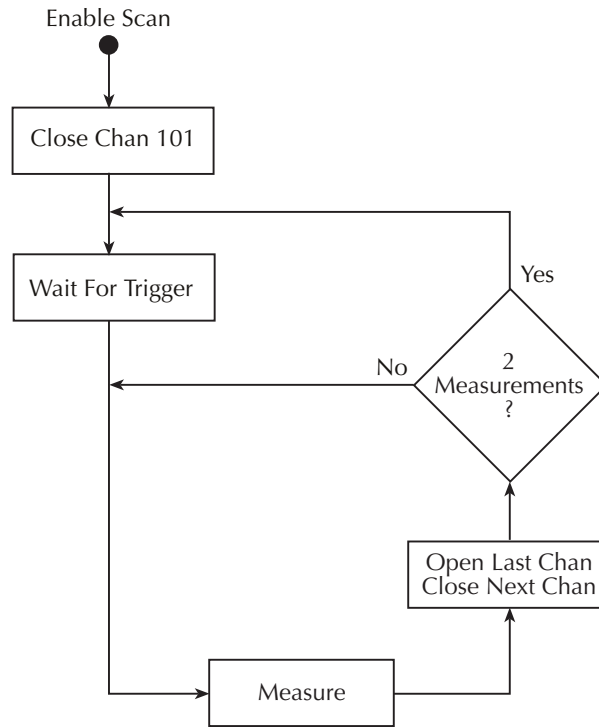 Enable Scan
Close Chan 101
Wait For Trigger
Yes
No
2
Measurements
?
Open Last Chan
Close Next Chan
Measure